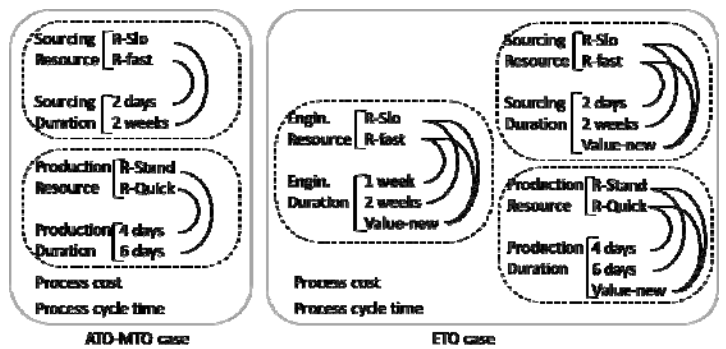 Sourcing R-Slo
Resource R-fast
Sourcing 2 days
Duration 2 weeks
Production R-Stand
Resource R-Quick
Production 4 days
Duration 6 days
Process cost
Process cycle time
ATO-MTO case
Engin. R-Slo
Resource R-fast
Engin. 1 week
Duration 2 weeks
Value-new
Sourcing R-Slo
Resource R-fast
Sourcing 2 days
Duration 2 weeks
Value-new
Production R-Stand
Resource R-Quick
Production 4 days
Duration 6 days
Value-new
Process cost
Process cycle time
ETO case